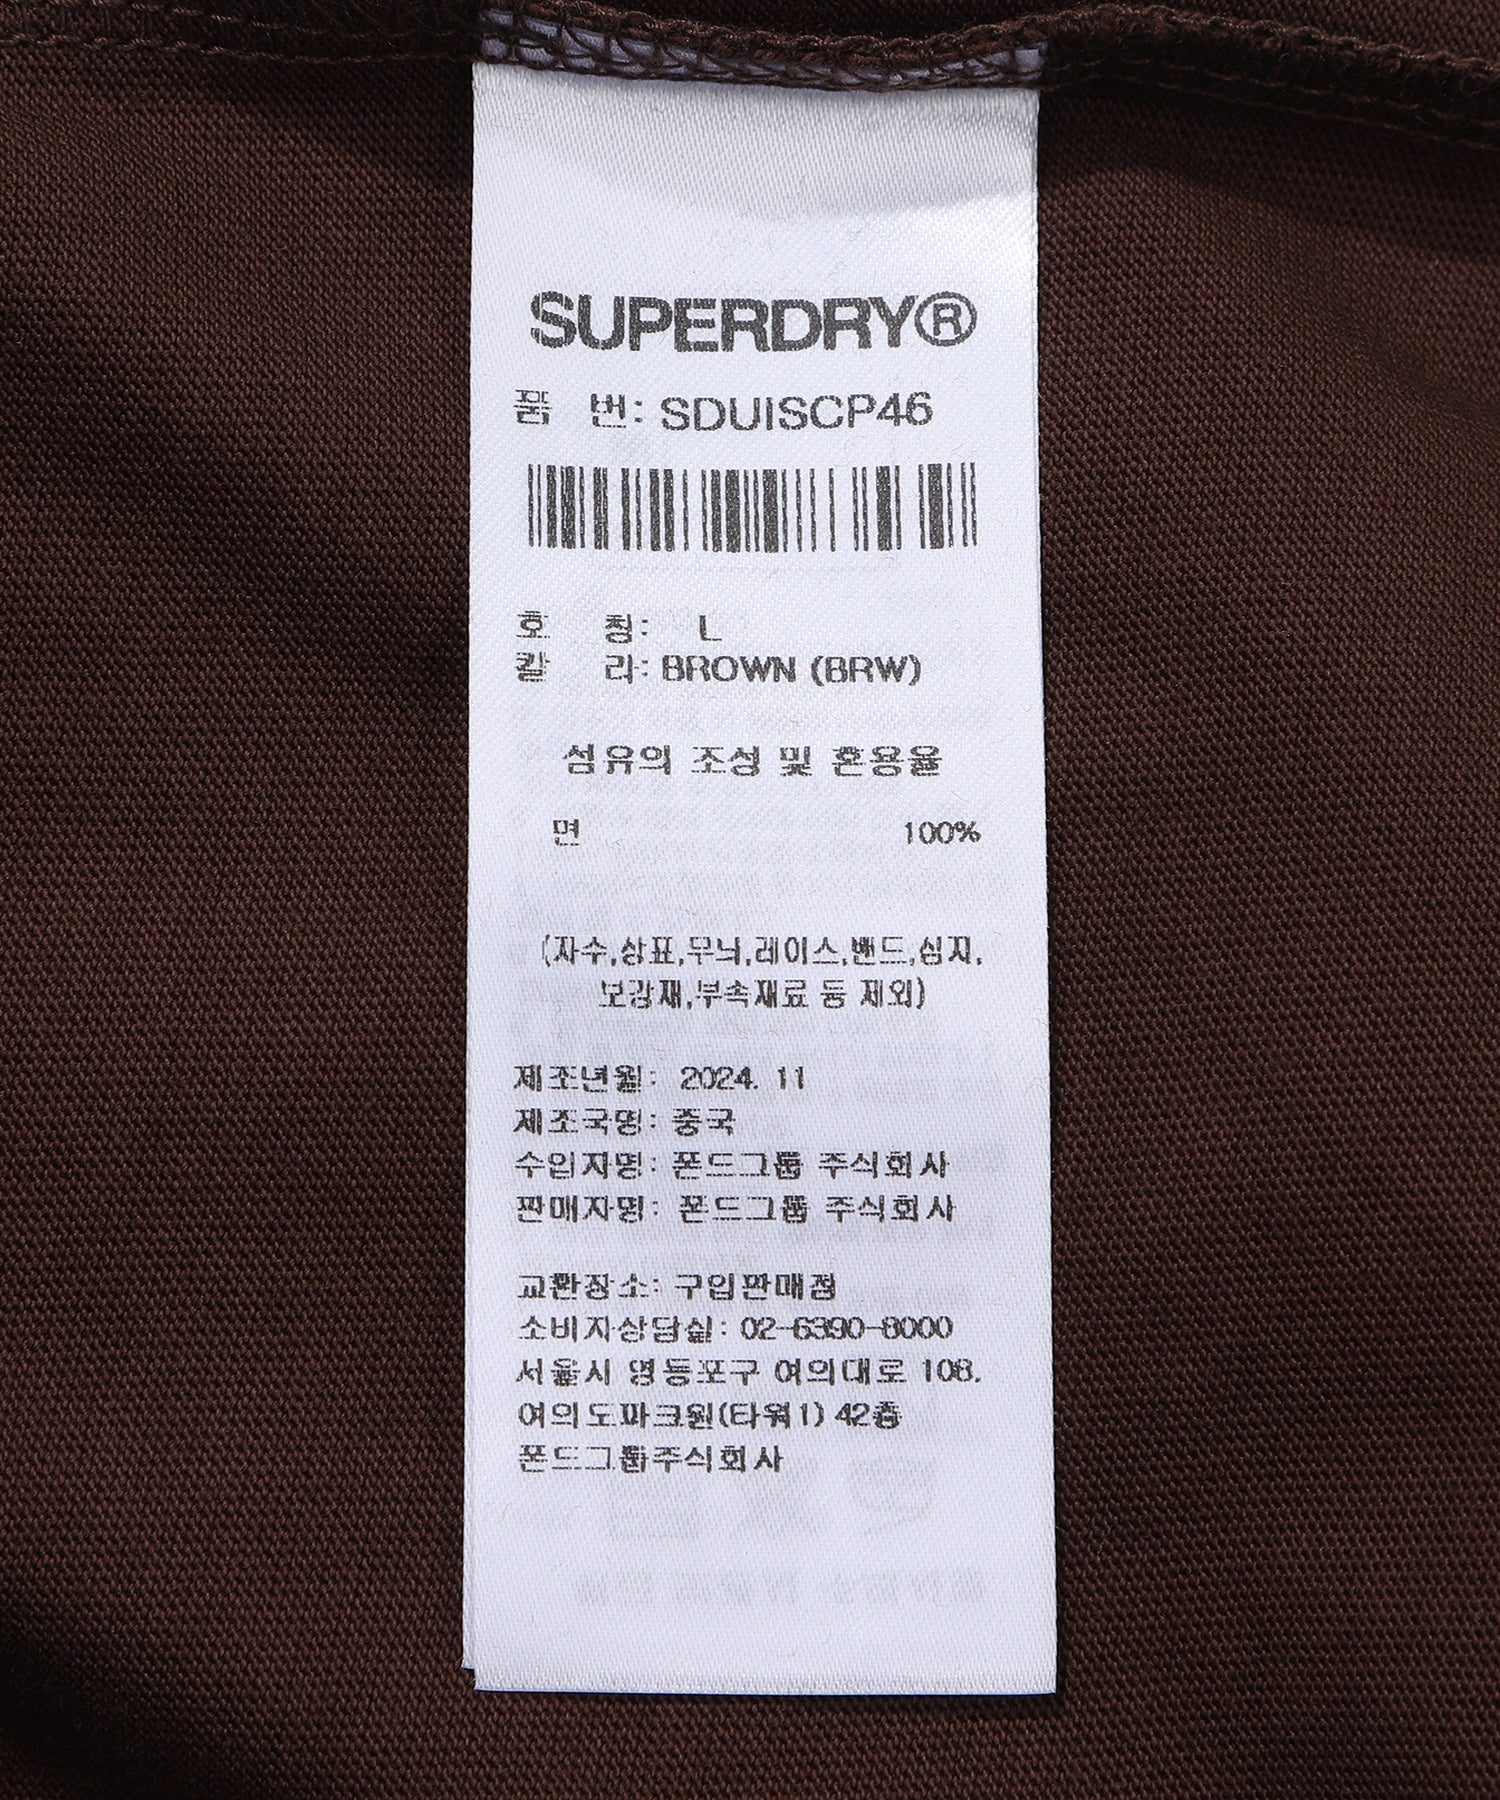 SUPERDRY®
품 번: SDUISCP46
호 칭: L
칼 라: BROWN (BRW)
섬유의 조성 및 혼용율
면 100%
(자수,상표,무늬,레이스,밴드,심지,
보강재,부속재료 등 제외)
제조년월: 2024. 11
제조국명: 중국
수입자명: 폰드그룹 주식회사
판매자명: 폰드그룹 주식회사
교환장소: 구입판매점
소비자상담실: 02-6390-8000
서울시 영등포구 여의대로 108,
여의도파크원(타워1) 42층
폰드그룹주식회사